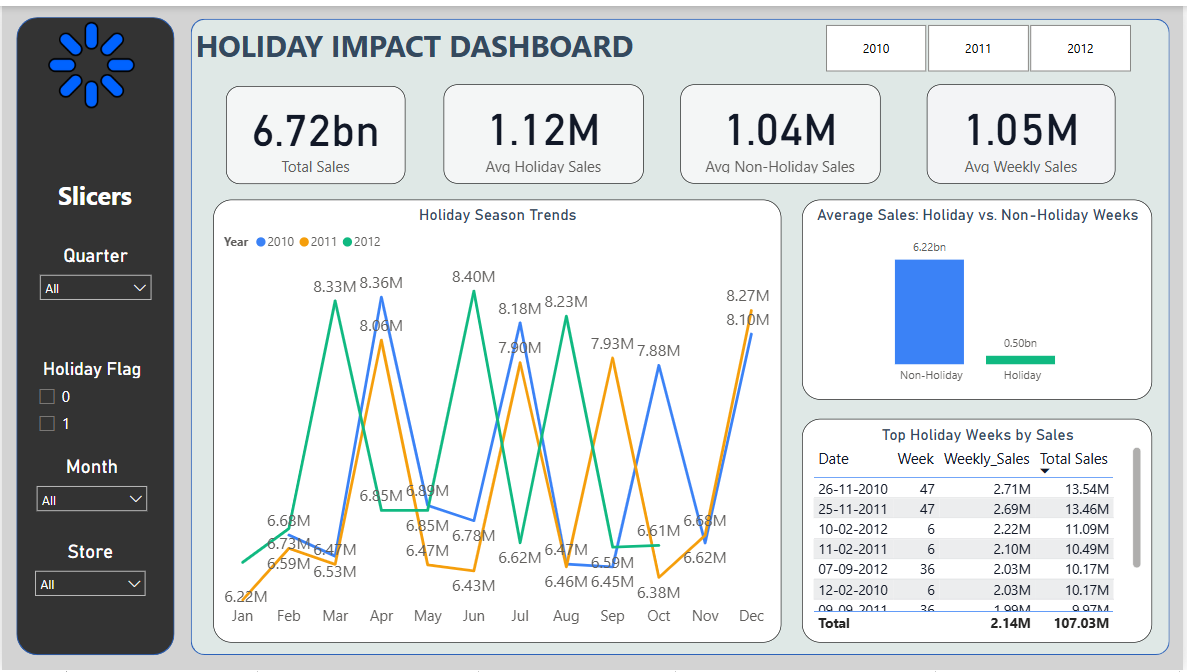 HOLIDAY IMPACT DASHBOARD
2010
2011
2012
6.72bn
Total Sales
1.12M
Avg Holiday Sales
1.04M
Avg Non-Holiday Sales
1.05M
Avg Weekly Sales
Slicers
Quarter
All
Holiday Flag
0
1
Month
All
Store
All
Holiday Season Trends
Year 2010 2011 2012
8.33M
8.36M
8.40M
8.18M
8.23M
8.27M
8.10M
8.06M
7.90M
7.93M
7.88M
6.85M
6.89M
6.68M
6.73M
6.59M
6.47M
6.53M
6.85M
6.47M
6.78M
6.43M
6.62M
6.47M
6.46M
6.59M
6.45M
6.61M
6.38M
6.68M
6.62M
6.22M
Jan Feb Mar Apr May Jun Jul Aug Sep Oct Nov Dec
Average Sales: Holiday vs. Non-Holiday Weeks
6.22bn
0.50bn
Non-Holiday
Holiday
Top Holiday Weeks by Sales
Date Week Weekly_Sales Total Sales
26-11-2010 47 2.71M 13.54M
25-11-2011 47 2.69M 13.46M
10-02-2012 6 2.22M 11.09M
11-02-2011 6 2.10M 10.49M
07-09-2012 36 2.03M 10.17M
12-02-2010 6 2.03M 10.17M
09-09-2011 36 1.99M 9.97M
Total 2.14M 107.03M